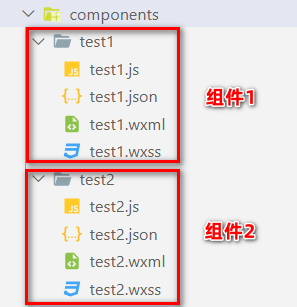 components
test1
test1.js
test1.json
test1.wxml
test1.wxss
组件1
test2
test2.js
test2.json
test2.wxml
test2.wxss
组件2